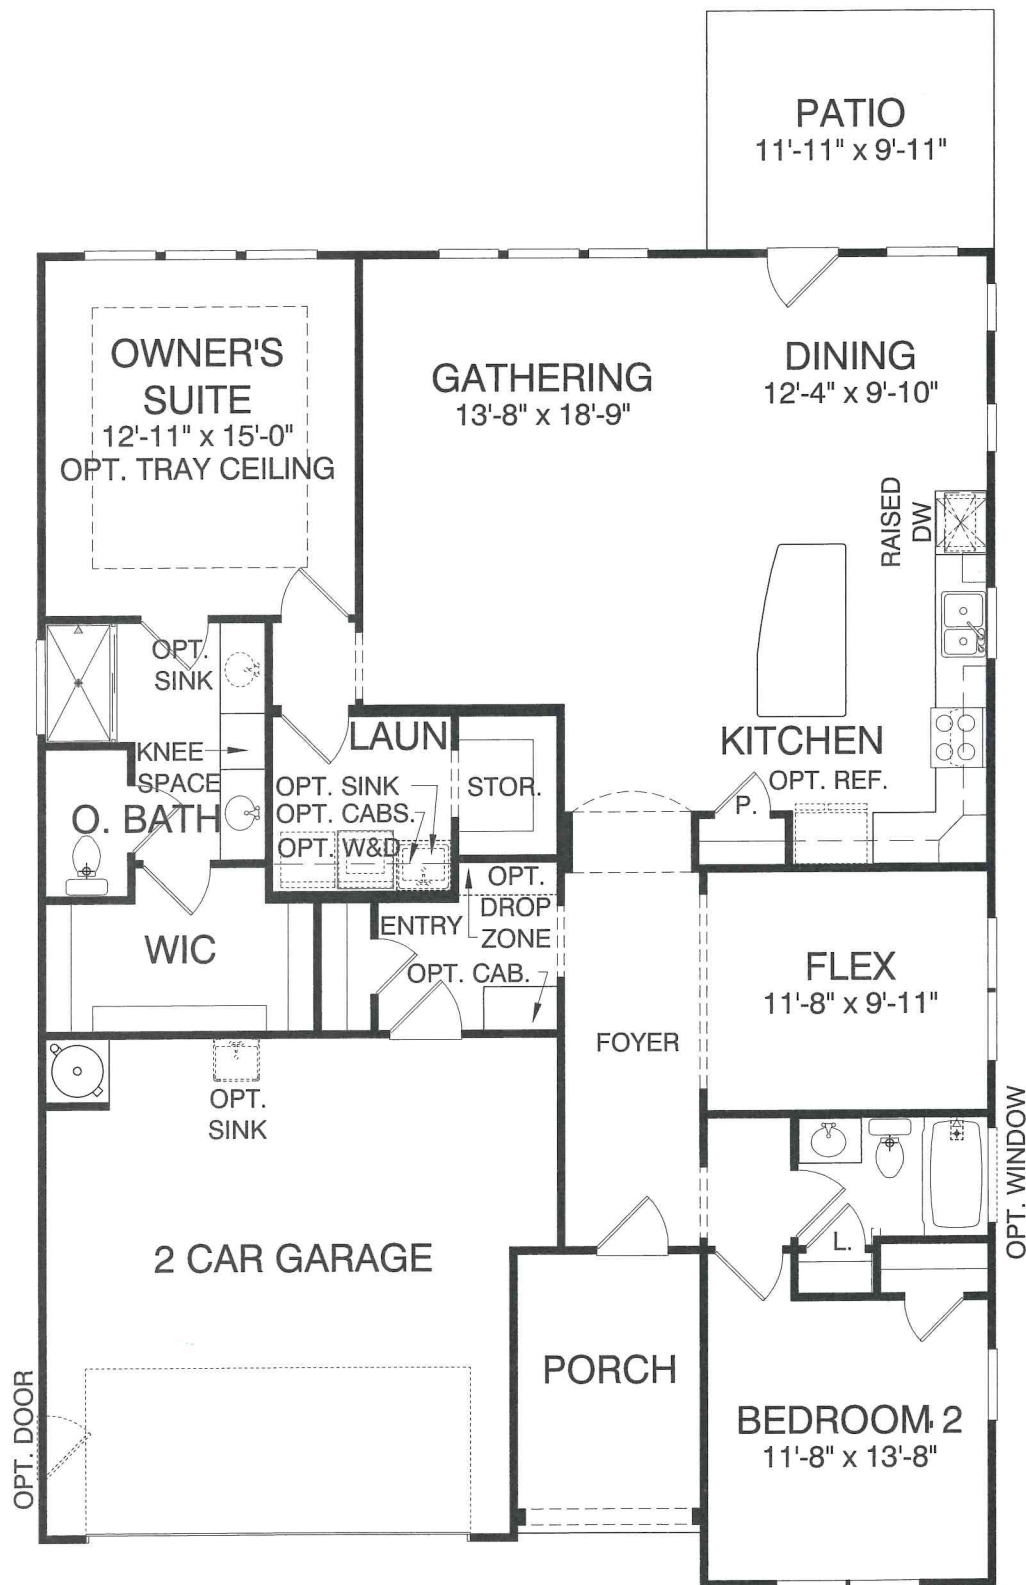 PATIO
11'-11" x 9'-11"
OWNER'S
SUITE
12'-11" x 15'-0"
OPT. TRAY CEILING
GATHERING
13'-8" x 18'-9"
DINING
12'-4" x 9'-10"
RAISED
DW
OPT.
SINK
KNEE
SPACE
O. BATH
LAUN
OPT. SINK
OPT. CABS.
OPT. W&D
STOR.
KITCHEN
OPT. REF.
P.
WIC
ENTRY
OPT.
DROP
ZONE
OPT. CAB.
FLEX
11'-8" x 9'-11"
FOYER
OPT.
SINK
OPT. WINDOW
L.
2 CAR GARAGE
PORCH
BEDROOM 2
11'-8" x 13'-8"
OPT. DOOR